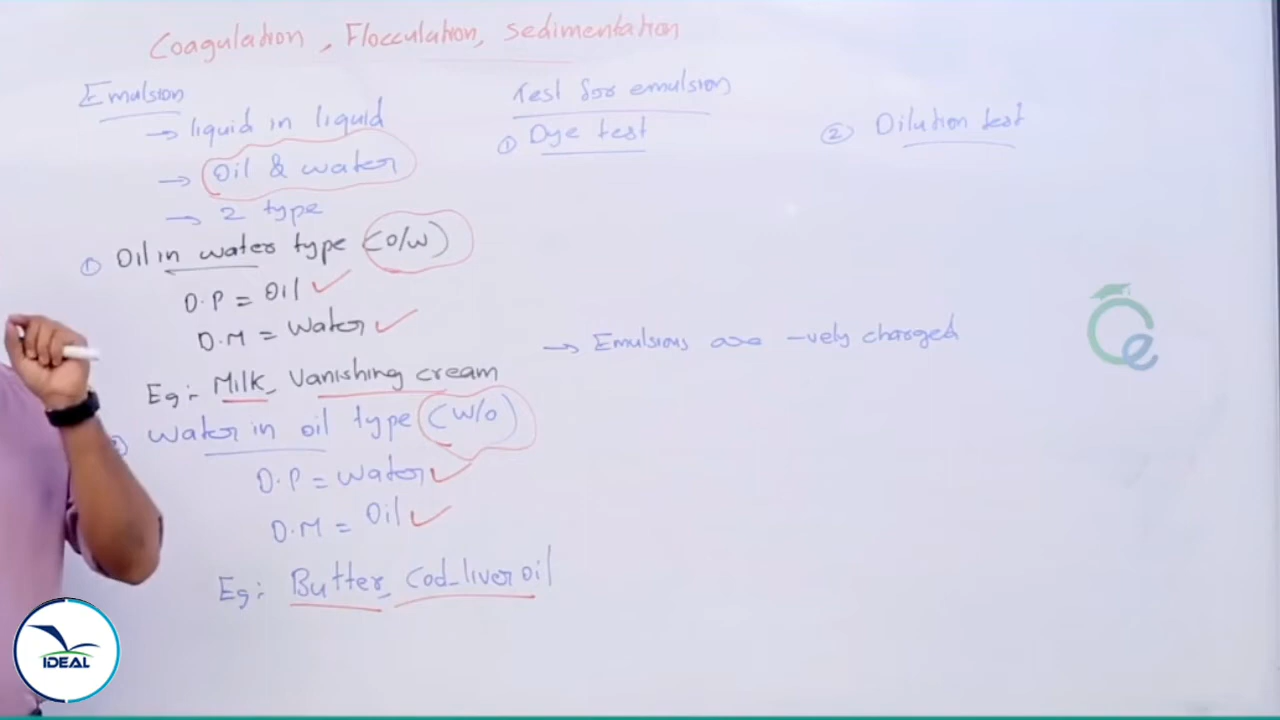 Coagulation, Flocculation, Sedimentation
Emulsion
→ liquid in liquid
→ Oil & water
→ 2 type
① Oil in water type (O/W)
D.P = Oil ✓
D.M = Water ✓
Eg:- Milk, Vanishing cream
Water in oil type (W/O)
D.P = Water ✓
D.M = Oil ✓
Eg:- Butter, Cod-liver oil
Test for emulsion
① Dye test
② Dilution test
→ Emulsions are -vely charged
IDEAL